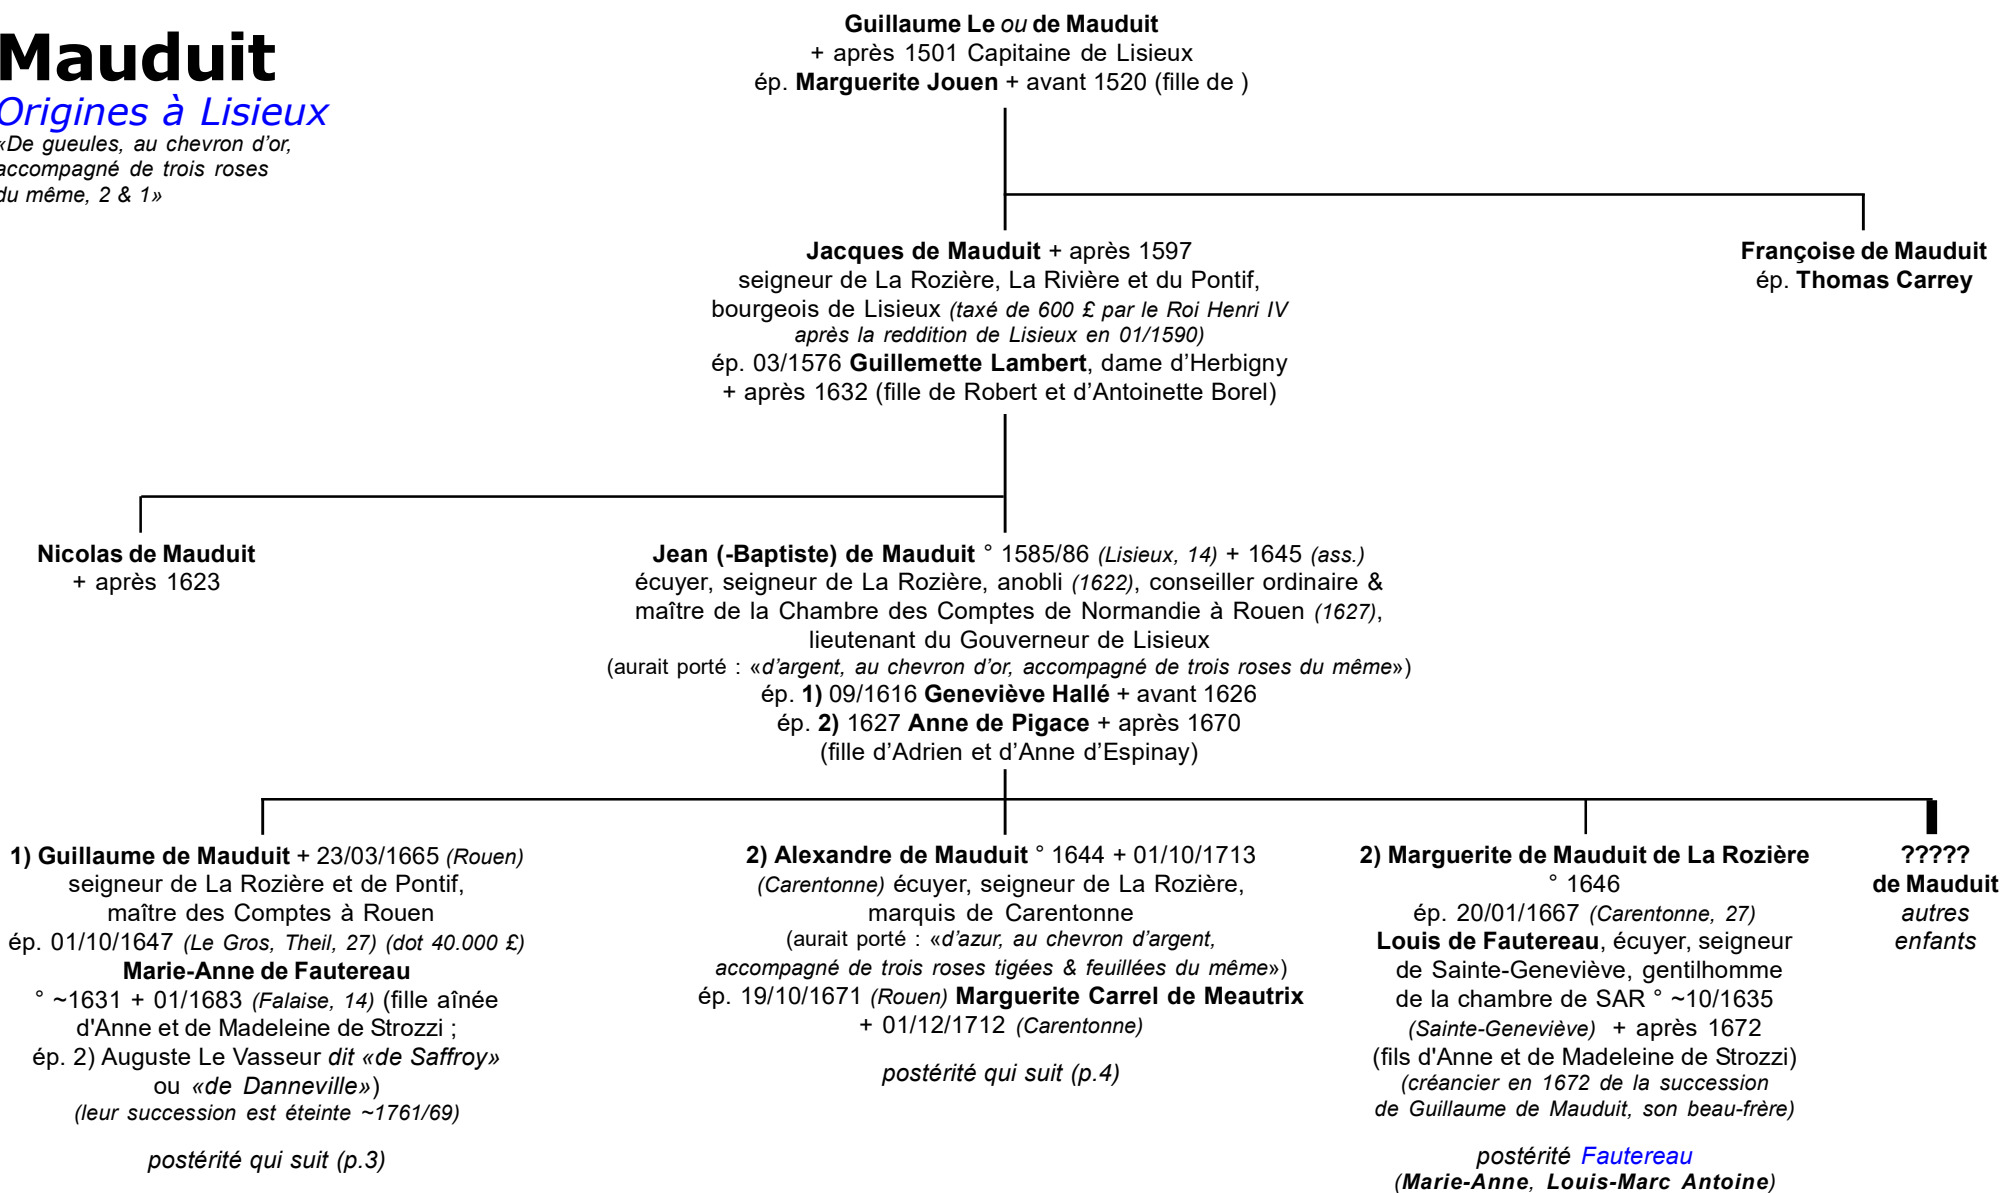 Mauduit
Origines à Lisieux
«De gueules, au chevron d’or,
accompagné de trois roses
du même, 2 & 1»
Guillaume Le ou de Mauduit
+ après 1501 Capitaine de Lisieux
ép. Marguerite Jouen + avant 1520 (fille de )
Jacques de Mauduit + après 1597
seigneur de La Rozière, La Rivière et du Pontif,
bourgeois de Lisieux (taxé de 600 £ par le Roi Henri IV
après la reddition de Lisieux en 01/1590)
ép. 03/1576 Guillemette Lambert, dame d’Herbigny
+ après 1632 (fille de Robert et d’Antoinette Borel)
Françoise de Mauduit
ép. Thomas Carrey
Nicolas de Mauduit
+ après 1623
Jean (-Baptiste) de Mauduit ° 1585/86 (Lisieux, 14) + 1645 (ass.)
écuyer, seigneur de La Rozière, anobli (1622), conseiller ordinaire &
maître de la Chambre des Comptes de Normandie à Rouen (1627),
lieutenant du Gouverneur de Lisieux
(aurait porté : «d’argent, au chevron d’or, accompagné de trois roses du même»)
ép. 1) 09/1616 Geneviève Hallé + avant 1626
ép. 2) 1627 Anne de Pigace + après 1670
(fille d’Adrien et d’Anne d’Espinay)
1) Guillaume de Mauduit + 23/03/1665 (Rouen)
seigneur de La Rozière et de Pontif,
maître des Comptes à Rouen
ép. 01/10/1647 (Le Gros, Theil, 27) (dot 40.000 £)
Marie-Anne de Fautereau
° ~1631 + 01/1683 (Falaise, 14) (fille aînée
d'Anne et de Madeleine de Strozzi ;
ép. 2) Auguste Le Vasseur dit «de Saffroy»
ou «de Danneville»)
(leur succession est éteinte ~1761/69)
postérité qui suit (p.3)
2) Alexandre de Mauduit ° 1644 + 01/10/1713
(Carentonne) écuyer, seigneur de La Rozière,
marquis de Carentonne
(aurait porté : «d’azur, au chevron d’argent,
accompagné de trois roses tigées & feuillées du même»)
ép. 19/10/1671 (Rouen) Marguerite Carrel de Meautrix
+ 01/12/1712 (Carentonne)
postérité qui suit (p.4)
2) Marguerite de Mauduit de La Rozière
° 1646
ép. 20/01/1667 (Carentonne, 27)
Louis de Fautereau, écuyer, seigneur
de Sainte-Geneviève, gentilhomme
de la chambre de SAR ° ~10/1635
(Sainte-Geneviève) + après 1672
(fils d'Anne et de Madeleine de Strozzi)
(créancier en 1672 de la succession
de Guillaume de Mauduit, son beau-frère)
postérité Fautereau
(Marie-Anne, Louis-Marc Antoine)
?????
de Mauduit
autres
enfants